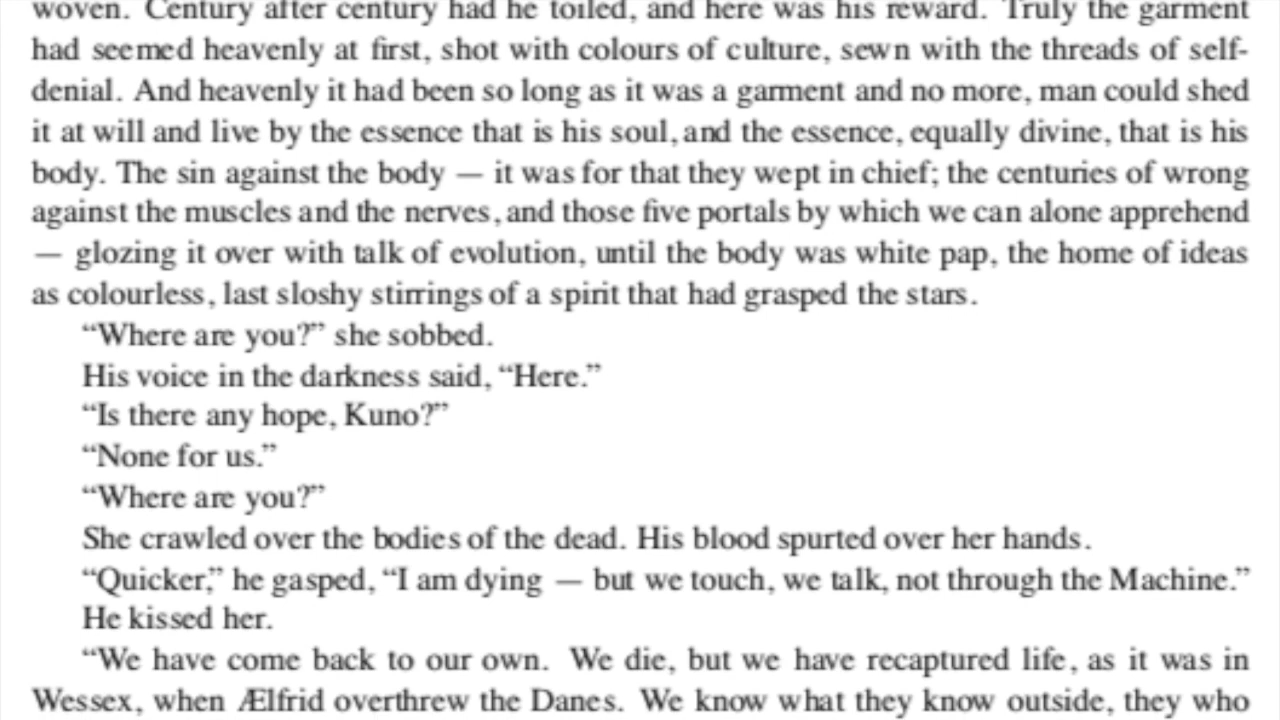 woven. Century after century had he toiled, and here was his reward. Truly the garment
had seemed heavenly at first, shot with colours of culture, sewn with the threads of self-
denial. And heavenly it had been so long as it was a garment and no more, man could shed
it at will and live by the essence that is his soul, and the essence, equally divine, that is his
body. The sin against the body — it was for that they wept in chief; the centuries of wrong
against the muscles and the nerves, and those five portals by which we can alone apprehend
— glozing it over with talk of evolution, until the body was white pap, the home of ideas
as colourless, last sloshy stirrings of a spirit that had grasped the stars.
“Where are you?” she sobbed.
His voice in the darkness said, “Here.”
“Is there any hope, Kuno?”
“None for us.”
“Where are you?”
She crawled over the bodies of the dead. His blood spurted over her hands.
“Quicker,” he gasped, “I am dying — but we touch, we talk, not through the Machine.”
He kissed her.
“We have come back to our own. We die, but we have recaptured life, as it was in
Wessex, when Ælfrid overthrew the Danes. We know what they know outside, they who